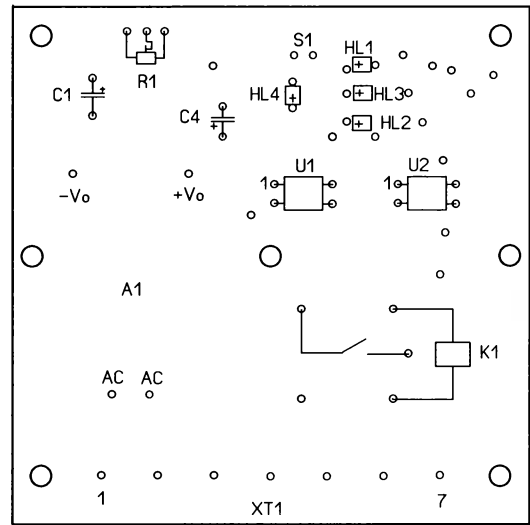 S1
HL1
R1
C1
HL4
+
HL3
C4
+
HL2
U1
U2
1
1
-Vo
+Vo
A1
K1
AC AC
1
7
XT1